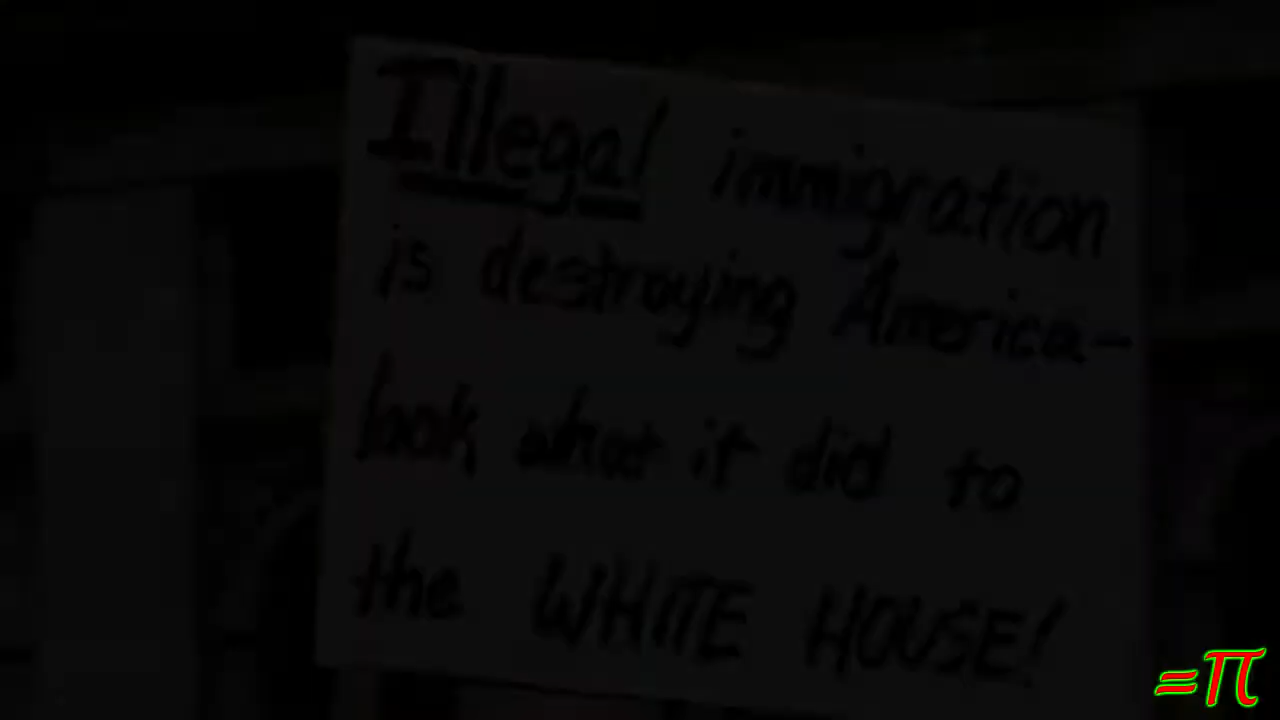 Illegal immigration
is destroying America-
look what it did to
the WHITE HOUSE!
=π